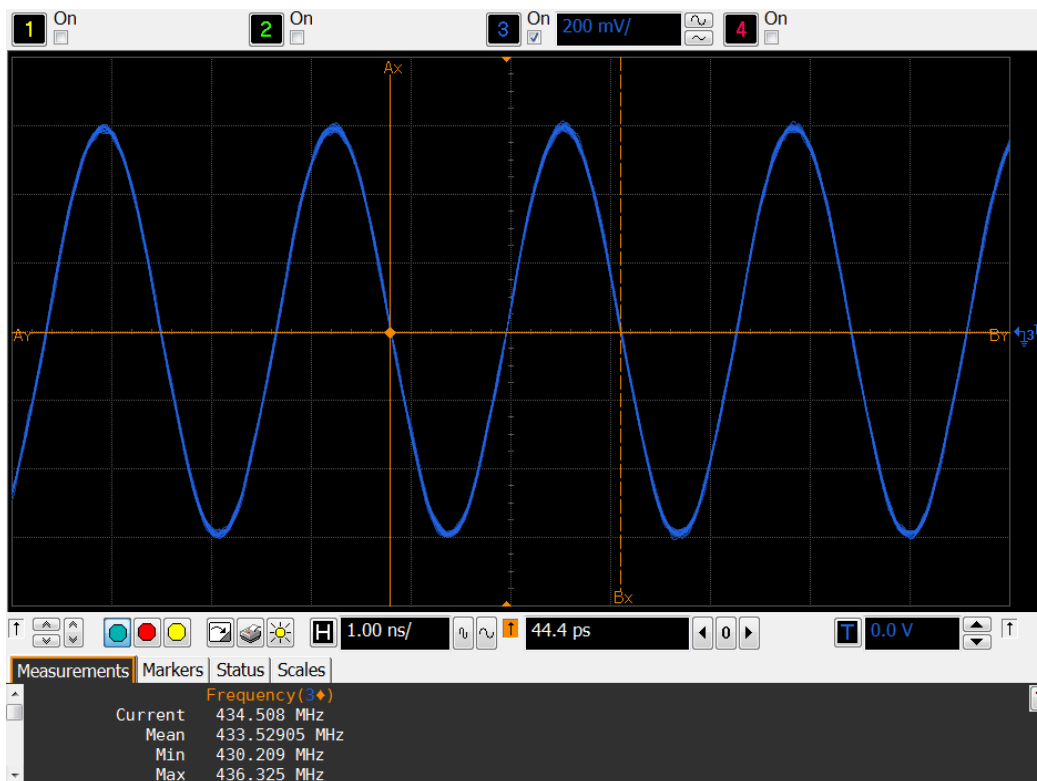 1 On 2 On 3 On 200 mV/ 4 On
Ax
AY BY 3
Bx
H 1.00 ns/ 44.4 ps 0 T 0.0 V
Measurements Markers Status Scales
Frequency(3♦)
Current 434.508 MHz
Mean 433.52905 MHz
Min 430.209 MHz
Max 436.325 MHz